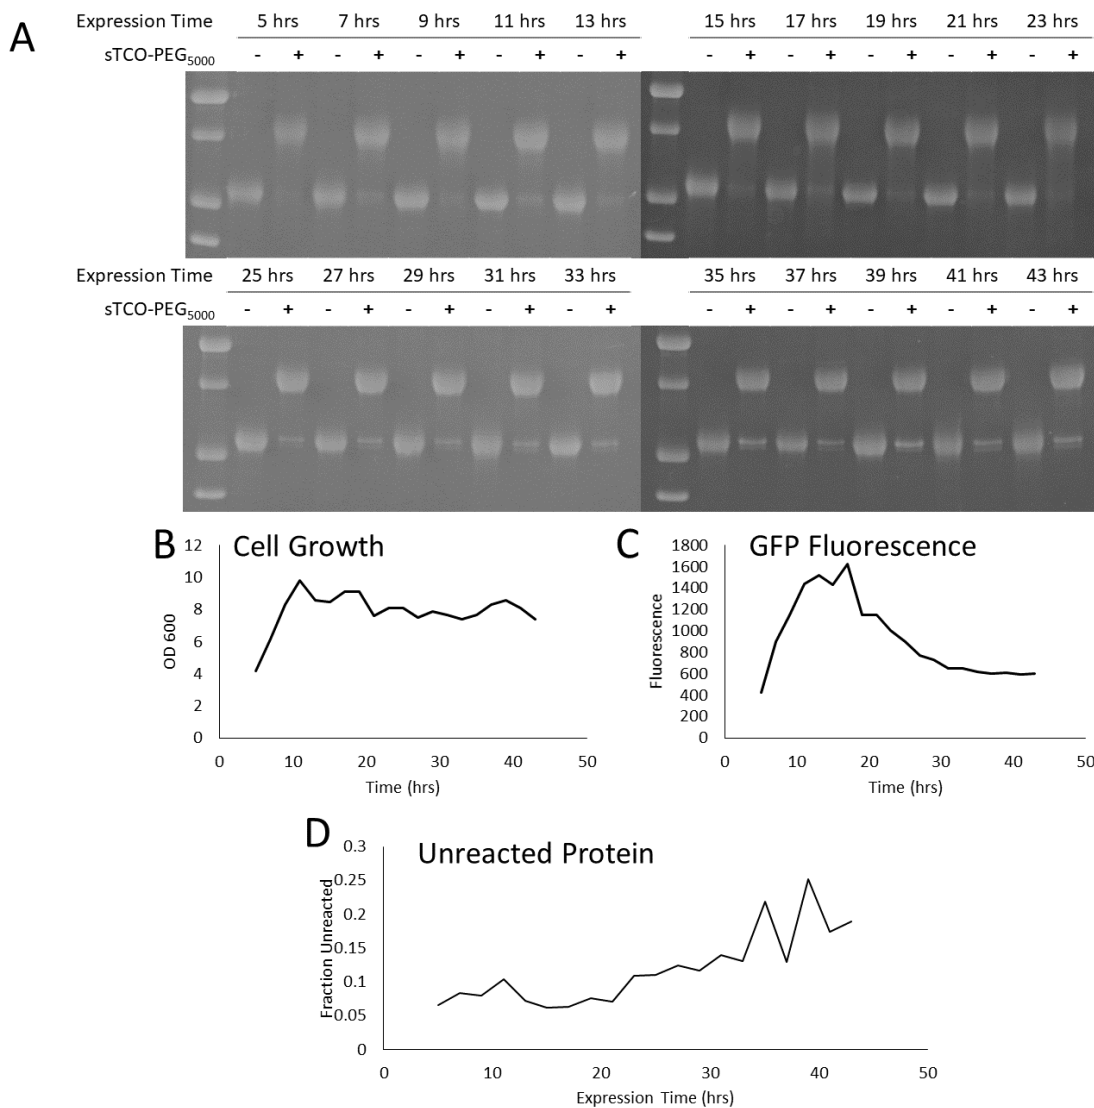 A
Expression Time 5 hrs 7 hrs 9 hrs 11 hrs 13 hrs 15 hrs 17 hrs 19 hrs 21 hrs 23 hrs
sTCO-PEG5000 - + - + - + - + - + - + - + - + - + - +
Expression Time 25 hrs 27 hrs 29 hrs 31 hrs 33 hrs 35 hrs 37 hrs 39 hrs 41 hrs 43 hrs
sTCO-PEG5000 - + - + - + - + - + - + - + - + - + - +
B
Cell Growth
12
10
8
6
4
2
0
OD 600
0 10 20 30 40 50
Time (hrs)
C
GFP Fluorescence
1800
1600
1400
1200
1000
800
600
400
200
0
Fluorescence
0 10 20 30 40 50
Time (hrs)
D
Unreacted Protein
0.3
0.25
0.2
0.15
0.1
0.05
0
Fraction Unreacted
0 10 20 30 40 50
Expression Time (hrs)